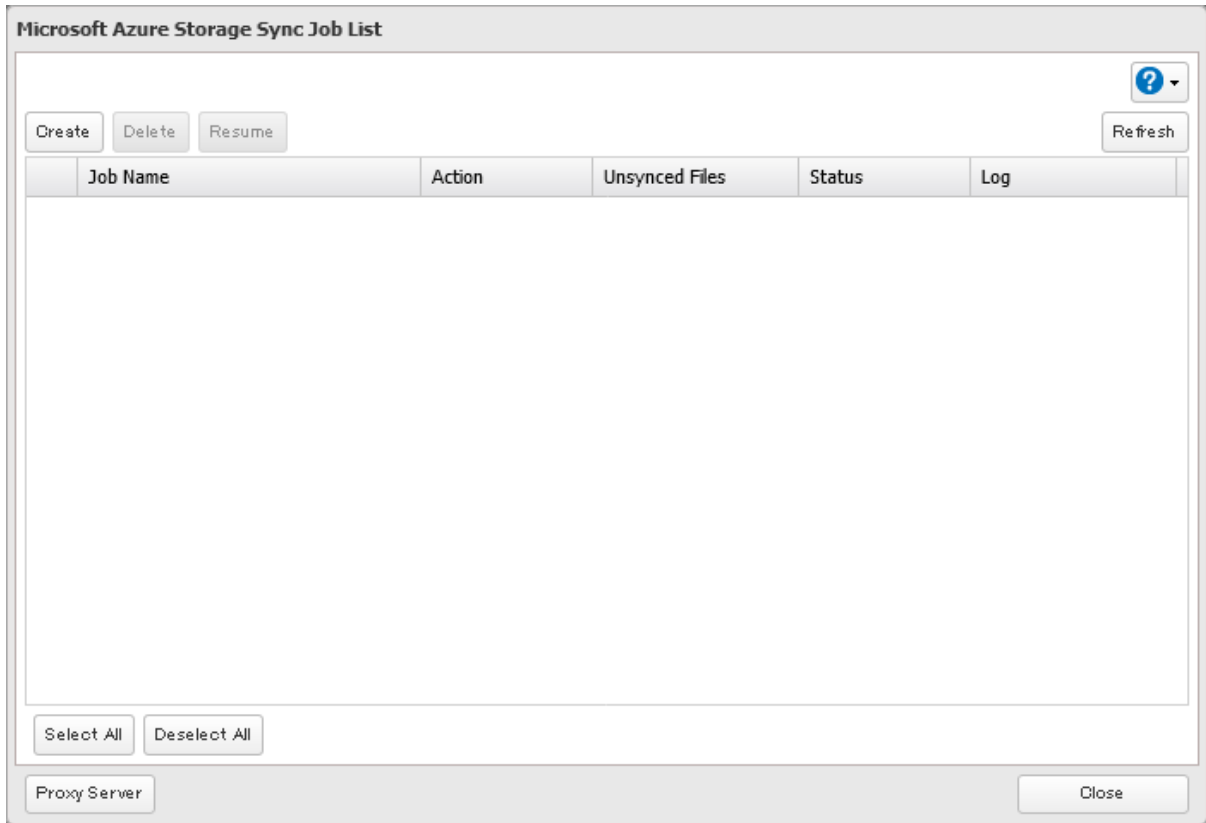 Microsoft Azure Storage Sync Job List
?
Create Delete Resume Refresh
Job Name Action Unsynced Files Status Log
Select All Deselect All
Proxy Server Close